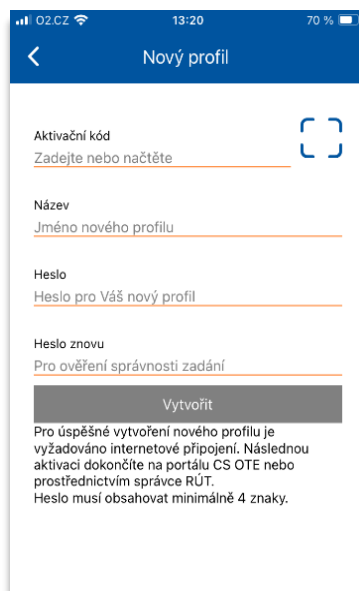 O2.CZ 13:20 70 %
Nový profil
Aktivační kód
Zadejte nebo načtěte
Název
Jméno nového profilu
Heslo
Heslo pro Váš nový profil
Heslo znovu
Pro ověření správnosti zadání
Vytvořit
Pro úspěšné vytvoření nového profilu je
vyžadováno internetové připojení. Následnou
aktivaci dokončíte na portálu CS OTE nebo
prostřednictvím správce RÚT.
Heslo musí obsahovat minimálně 4 znaky.